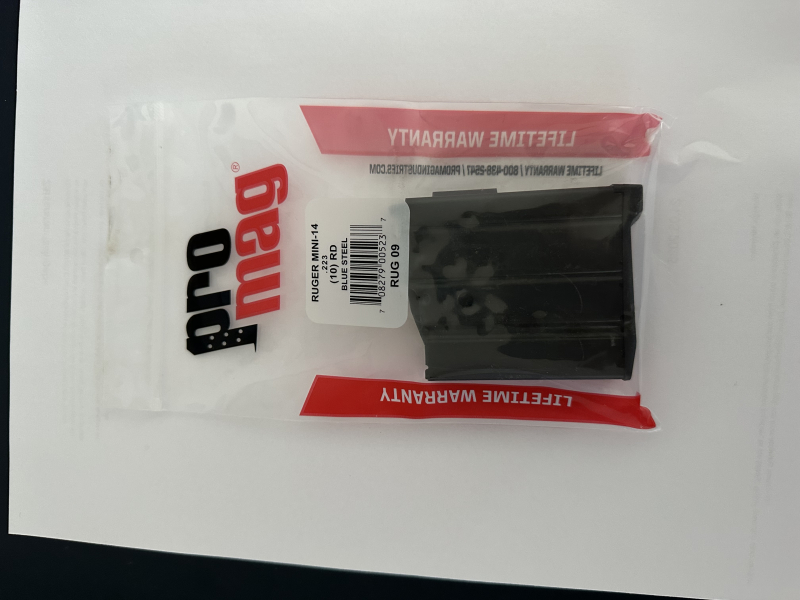 pro
mag®
RUGER MINI-14
.223
(10) RD
BLUE STEEL
7 08279 00523 7
RUG 09
LIFETIME WARRANTY
LIFETIME WARRANTY / 800-438-2547 / PROMAGINDUSTRIES.COM
LIFETIME WARRANTY